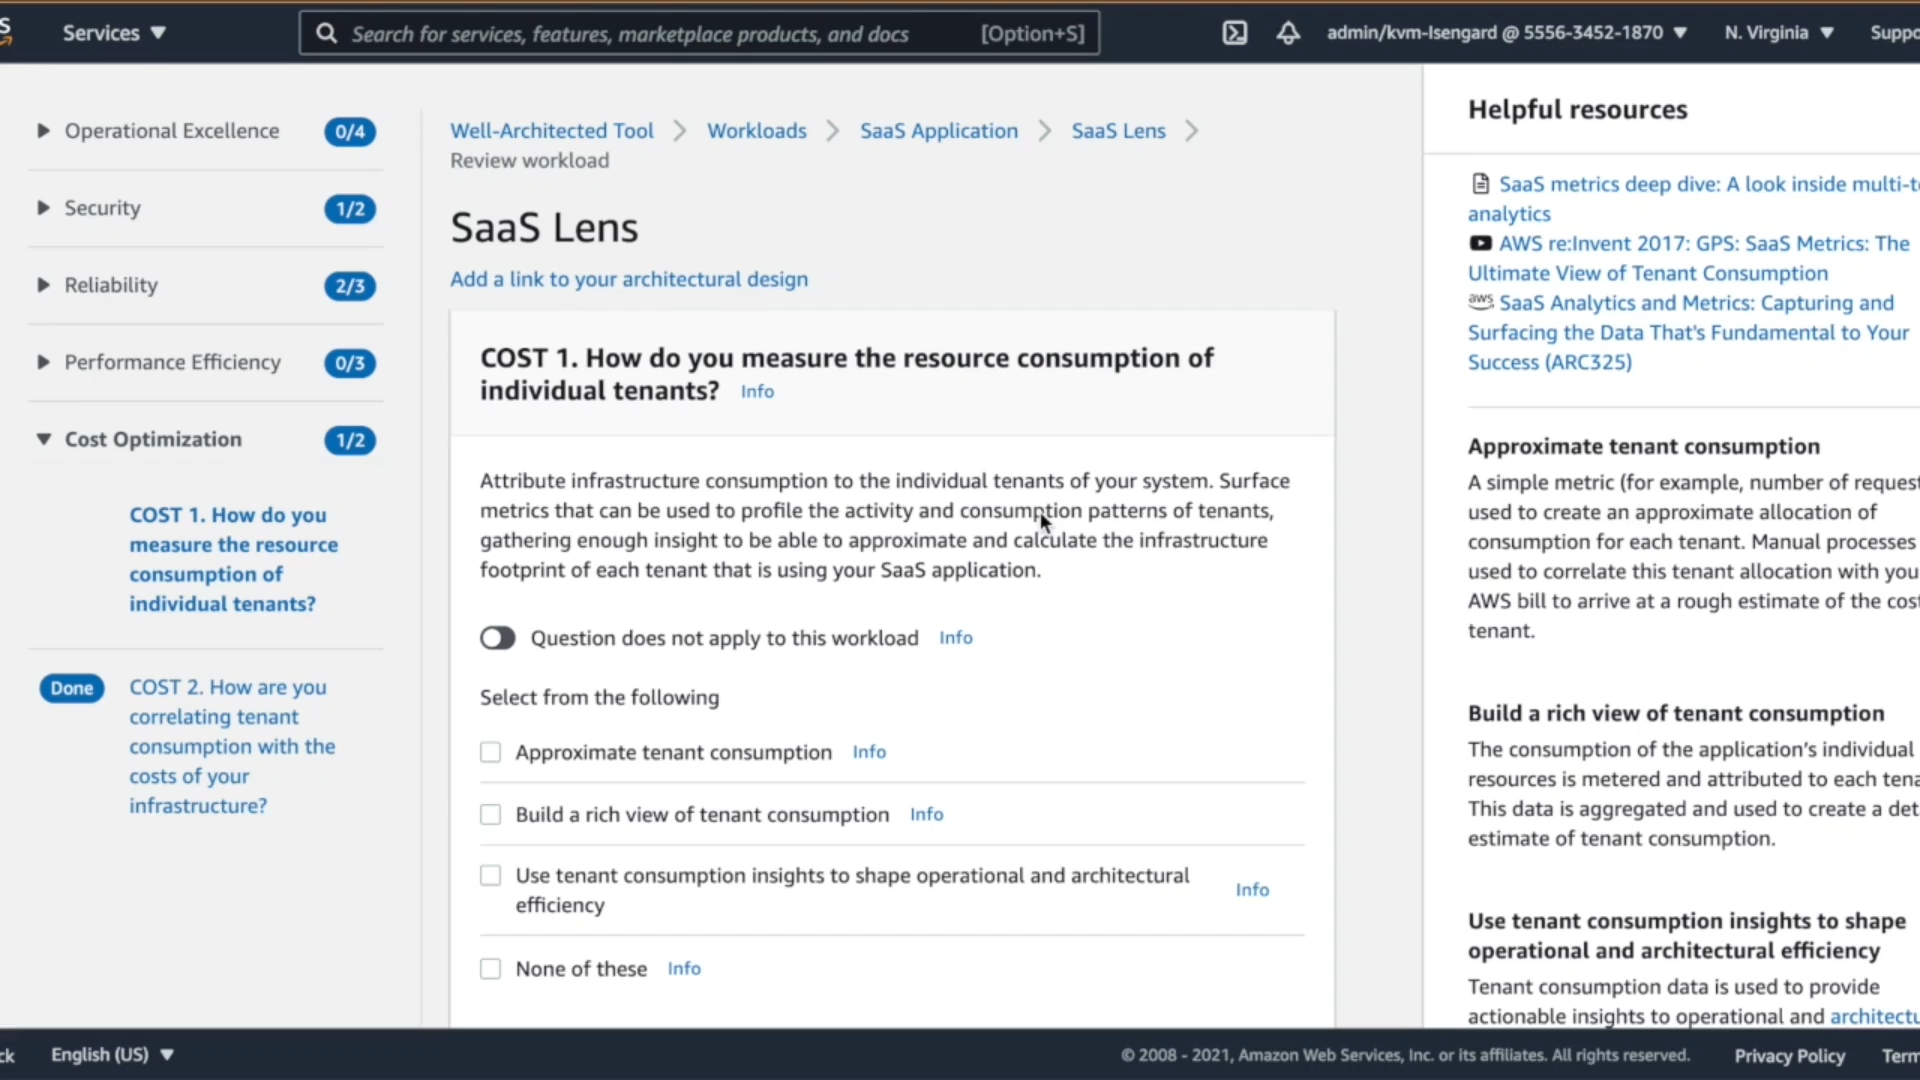 Services ▼
Search for services, features, marketplace products, and docs [Option+S]
admin/kvm-Isengard @ 5556-3452-1870 ▼
N. Virginia ▼
Operational Excellence 0/4
Security 1/2
Reliability 2/3
Performance Efficiency 0/3
Cost Optimization 1/2
COST 1. How do you
measure the resource
consumption of
individual tenants?
Done
COST 2. How are you
correlating tenant
consumption with the
costs of your
infrastructure?
Well-Architected Tool > Workloads > SaaS Application > SaaS Lens >
Review workload
SaaS Lens
Add a link to your architectural design
COST 1. How do you measure the resource consumption of
individual tenants? Info
Attribute infrastructure consumption to the individual tenants of your system. Surface
metrics that can be used to profile the activity and consumption patterns of tenants,
gathering enough insight to be able to approximate and calculate the infrastructure
footprint of each tenant that is using your SaaS application.
Question does not apply to this workload Info
Select from the following
Approximate tenant consumption Info
Build a rich view of tenant consumption Info
Use tenant consumption insights to shape operational and architectural
efficiency Info
None of these Info
Helpful resources
SaaS metrics deep dive: A look inside multi-t
analytics
AWS re:Invent 2017: GPS: SaaS Metrics: The
Ultimate View of Tenant Consumption
aws SaaS Analytics and Metrics: Capturing and
Surfacing the Data That's Fundamental to Your
Success (ARC325)
Approximate tenant consumption
A simple metric (for example, number of request
used to create an approximate allocation of
consumption for each tenant. Manual processes
used to correlate this tenant allocation with you
AWS bill to arrive at a rough estimate of the cost
tenant.
Build a rich view of tenant consumption
The consumption of the application's individual
resources is metered and attributed to each tena
This data is aggregated and used to create a det
estimate of tenant consumption.
Use tenant consumption insights to shape
operational and architectural efficiency
Tenant consumption data is used to provide
actionable insights to operational and architectu
English (US) ▼
© 2008 - 2021, Amazon Web Services, Inc. or its affiliates. All rights reserved.
Privacy Policy